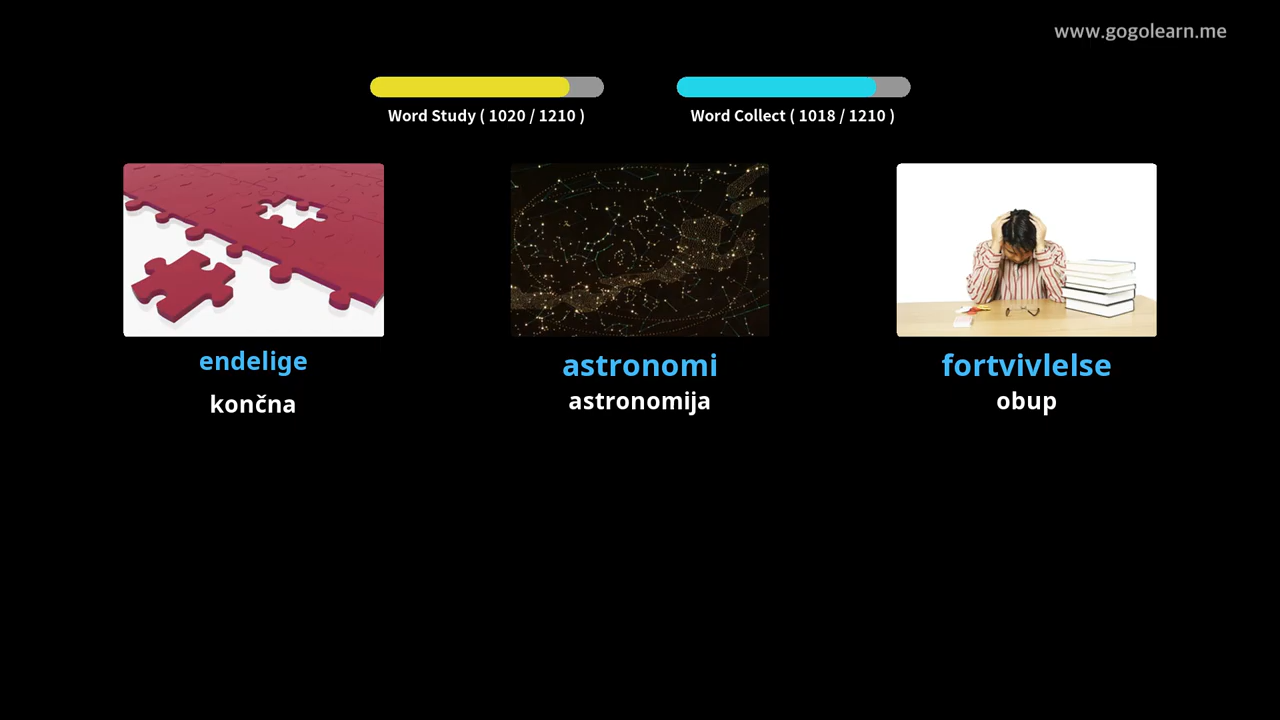 www.gogolearn.me
Word Study ( 1020 / 1210 )
Word Collect ( 1018 / 1210 )
endelige
končna
astronomi
astronomija
fortvivlelse
obup